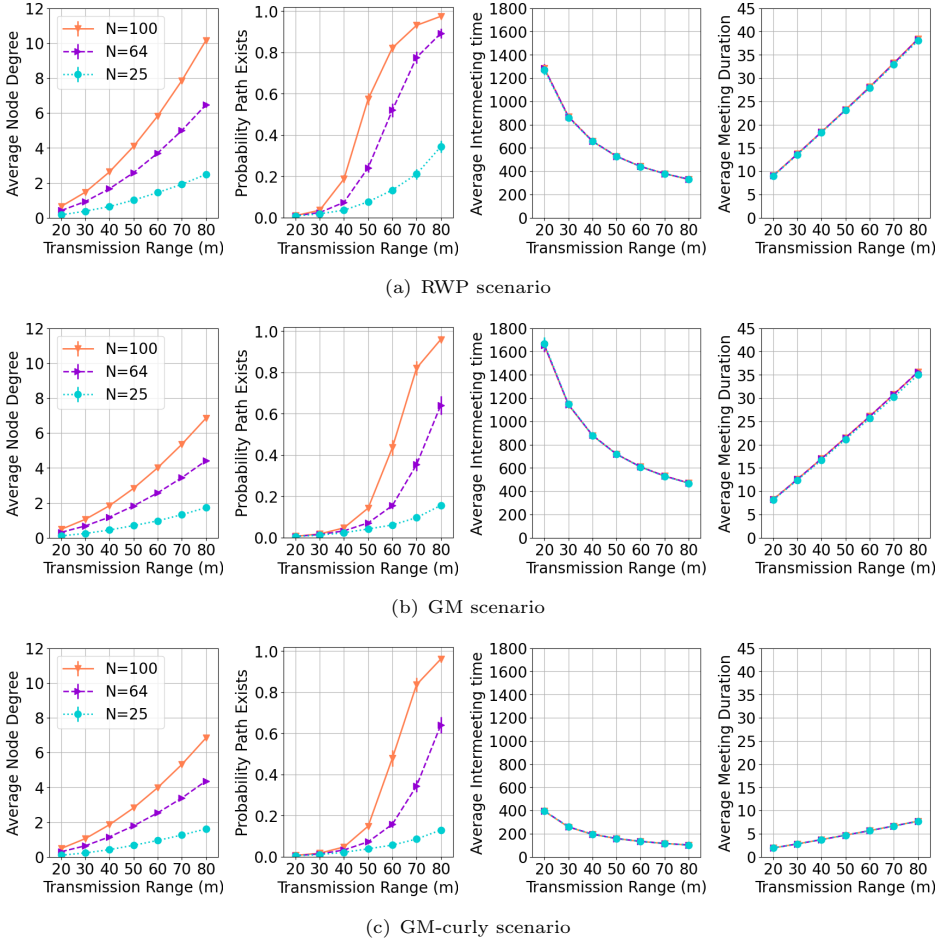 12
10
8
6
4
2
0
Average Node Degree
N=100
N=64
N=25
20 30 40 50 60 70 80
Transmission Range (m)
1.0
0.8
0.6
0.4
0.2
0.0
Probability Path Exists
20 30 40 50 60 70 80
Transmission Range (m)
1800
1600
1400
1200
1000
800
600
400
200
0
Average Intermeeting time
20 30 40 50 60 70 80
Transmission Range (m)
45
40
35
30
25
20
15
10
5
0
Average Meeting Duration
20 30 40 50 60 70 80
Transmission Range (m)
(a) RWP scenario
12
10
8
6
4
2
0
Average Node Degree
N=100
N=64
N=25
20 30 40 50 60 70 80
Transmission Range (m)
1.0
0.8
0.6
0.4
0.2
0.0
Probability Path Exists
20 30 40 50 60 70 80
Transmission Range (m)
1800
1600
1400
1200
1000
800
600
400
200
0
Average Intermeeting time
20 30 40 50 60 70 80
Transmission Range (m)
45
40
35
30
25
20
15
10
5
0
Average Meeting Duration
20 30 40 50 60 70 80
Transmission Range (m)
(b) GM scenario
12
10
8
6
4
2
0
Average Node Degree
N=100
N=64
N=25
20 30 40 50 60 70 80
Transmission Range (m)
1.0
0.8
0.6
0.4
0.2
0.0
Probability Path Exists
20 30 40 50 60 70 80
Transmission Range (m)
1800
1600
1400
1200
1000
800
600
400
200
0
Average Intermeeting time
20 30 40 50 60 70 80
Transmission Range (m)
45
40
35
30
25
20
15
10
5
0
Average Meeting Duration
20 30 40 50 60 70 80
Transmission Range (m)
(c) GM-curly scenario